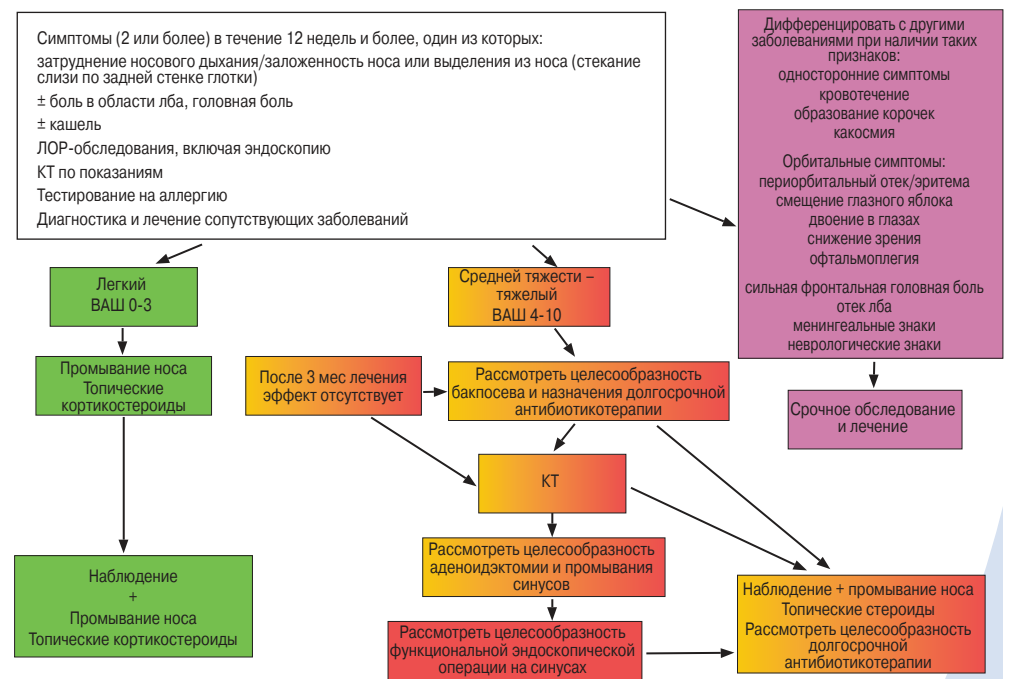 Симптомы (2 или более) в течение 12 недель и более, один из которых:
затруднение носового дыхания/заложенность носа или выделения из носа (стекание
слизи по задней стенке глотки)
± боль в области лба, головная боль
± кашель
ЛОР-обследования, включая эндоскопию
КТ по показаниям
Тестирование на аллергию
Диагностика и лечение сопутствующих заболеваний
Дифференцировать с другими
заболеваниями при наличии таких
признаков:
односторонние симптомы
кровотечение
образование корочек
какосмия
Орбитальные симптомы:
периорбитальный отек/эритема
смещение глазного яблока
двоение в глазах
снижение зрения
офтальмоплегия
сильная фронтальная головная боль
отек лба
менингеальные знаки
неврологические знаки
Легкий
ВАШ 0-3
Средней тяжести –
тяжелый
ВАШ 4-10
Промывание носа
Топические
кортикостероиды
После 3 мес лечения
эффект отсутствует
Рассмотреть целесообразность
бакпосева и назначения долгосрочной
антибиотикотерапии
Срочное обследование
и лечение
КТ
Рассмотреть целесообразность
аденоидэктомии и промывания
синусов
Наблюдение
+
Промывание носа
Топические кортикостероиды
Рассмотреть целесообразность
функциональной эндоскопической
операции на синусах
Наблюдение + промывание носа
Топические стероиды
Рассмотреть целесообразность
долгосрочной
антибиотикотерапии